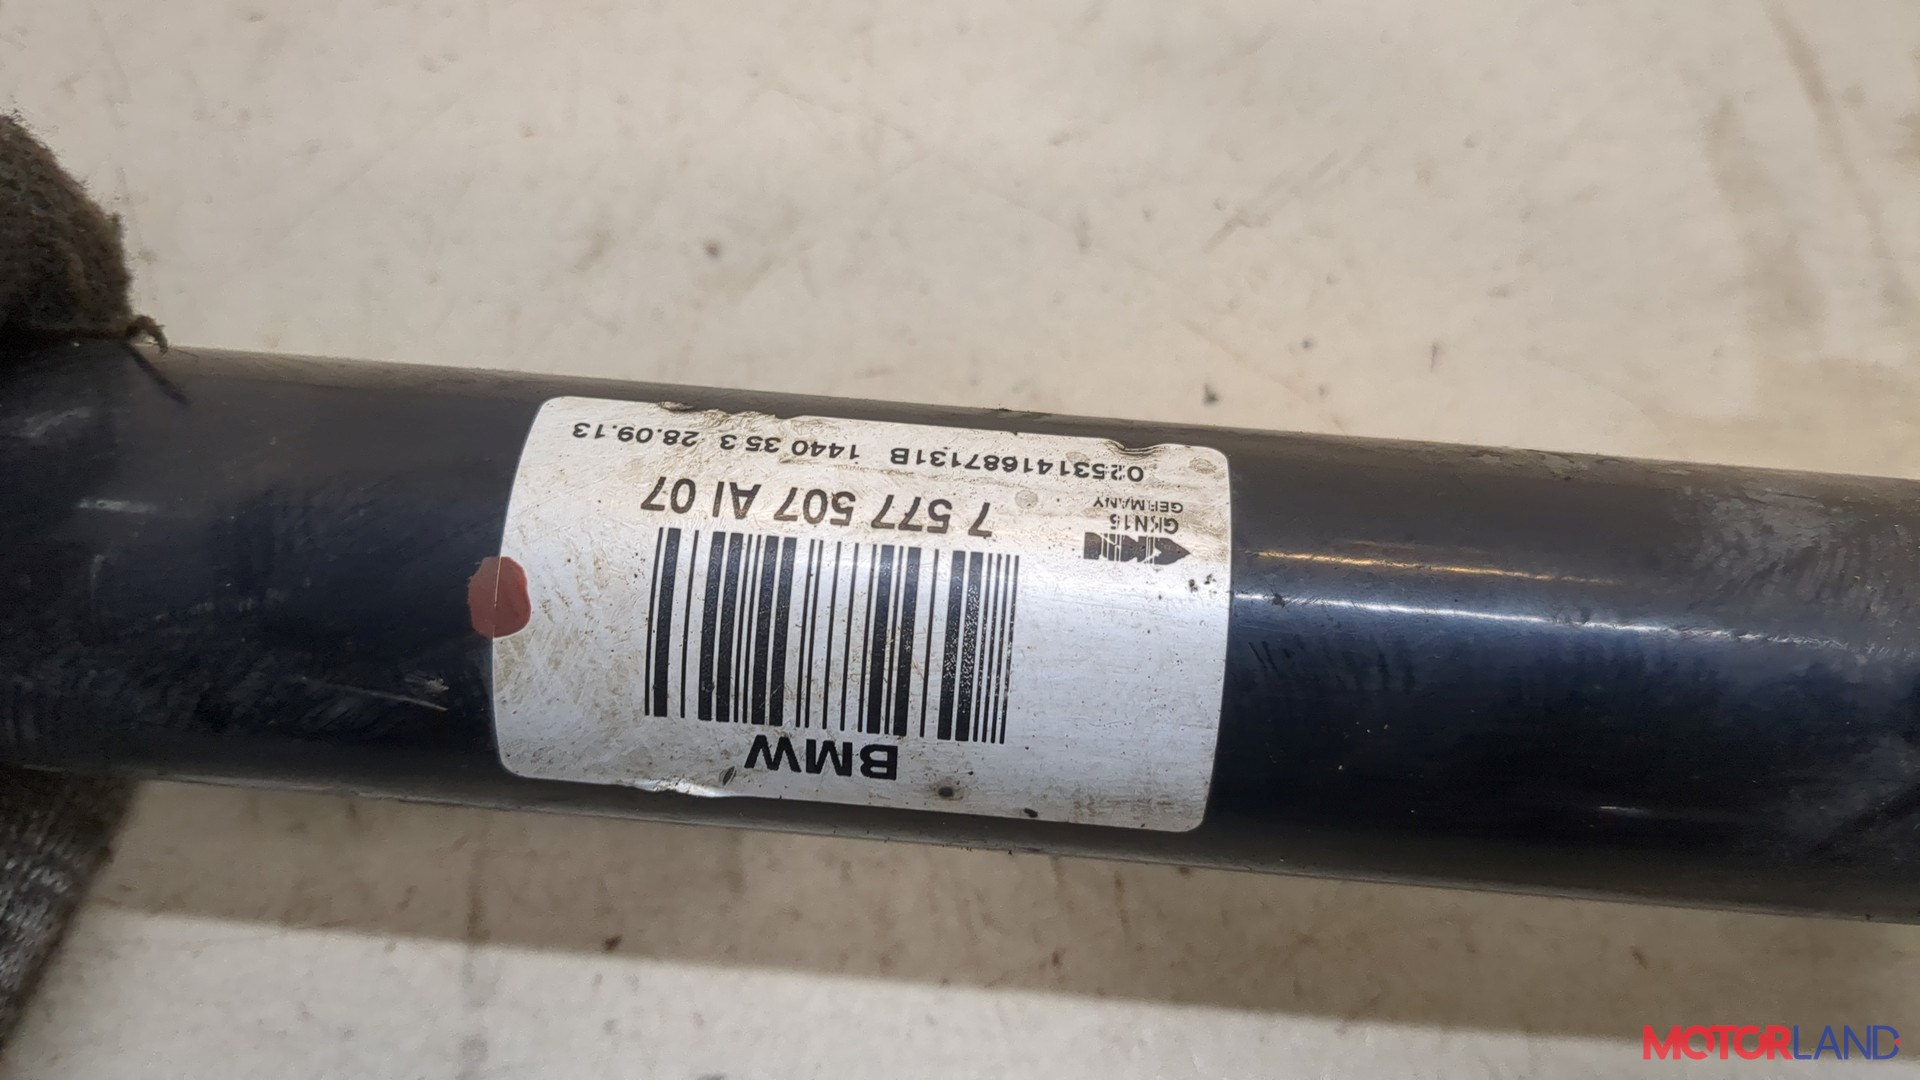 BMW
GKN15
GERMANY
7 577 507 AI 07
0253141687131B 1440 35 3 28.09.13
MOTORLAND